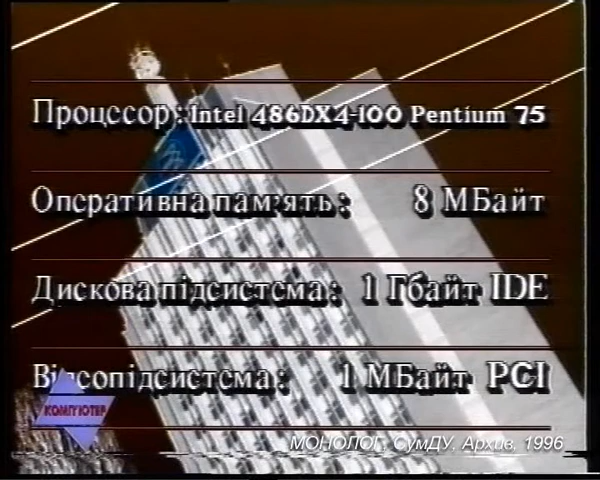 Процесор: Intel 486DX4-100 Pentium 75
Оперативна пам'ять: 8 МБайт
Дискова підсистема: 1 Гбайт IDE
Відеопідсистема: 1 МБайт PCI
КОМП'ЮТЕР
МОНОЛОГ. СумДУ. Архив. 1996